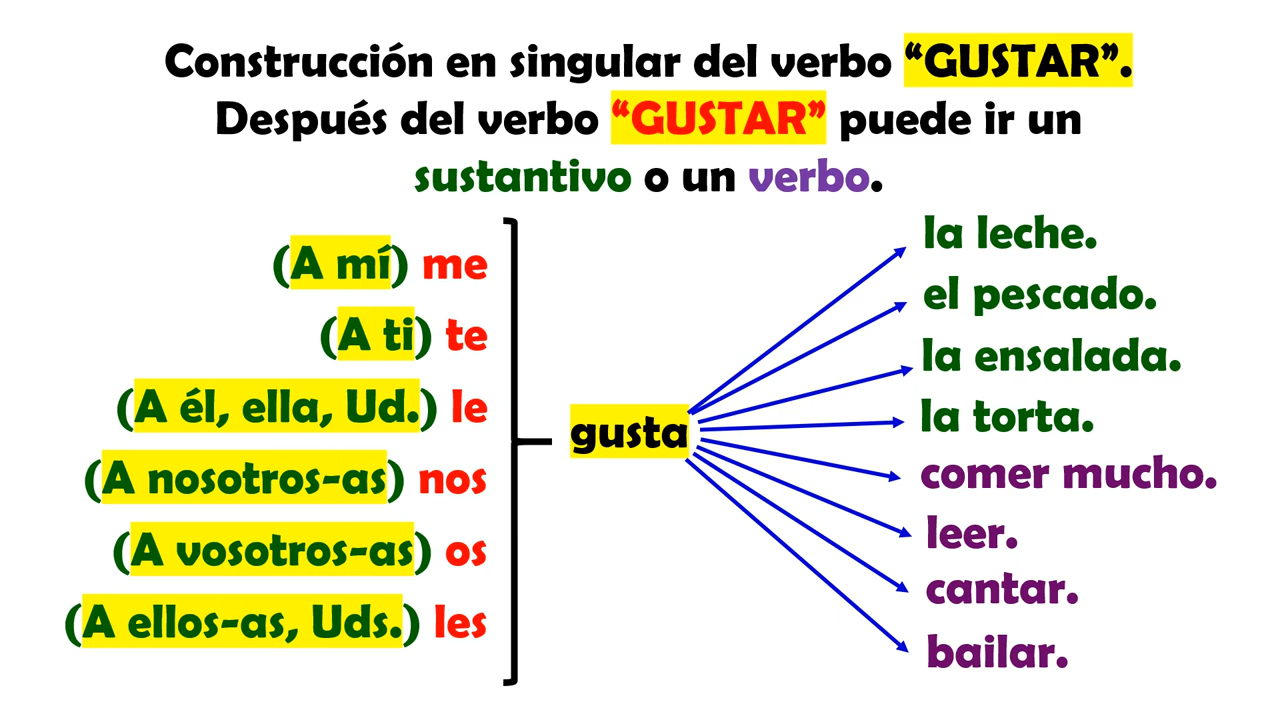 Construcción en singular del verbo “GUSTAR”.
Después del verbo “GUSTAR” puede ir un
sustantivo o un verbo.
(A mí) me
(A ti) te
(A él, ella, Ud.) le
(A nosotros-as) nos
(A vosotros-as) os
(A ellos-as, Uds.) les
gusta
la leche.
el pescado.
la ensalada.
la torta.
comer mucho.
leer.
cantar.
bailar.